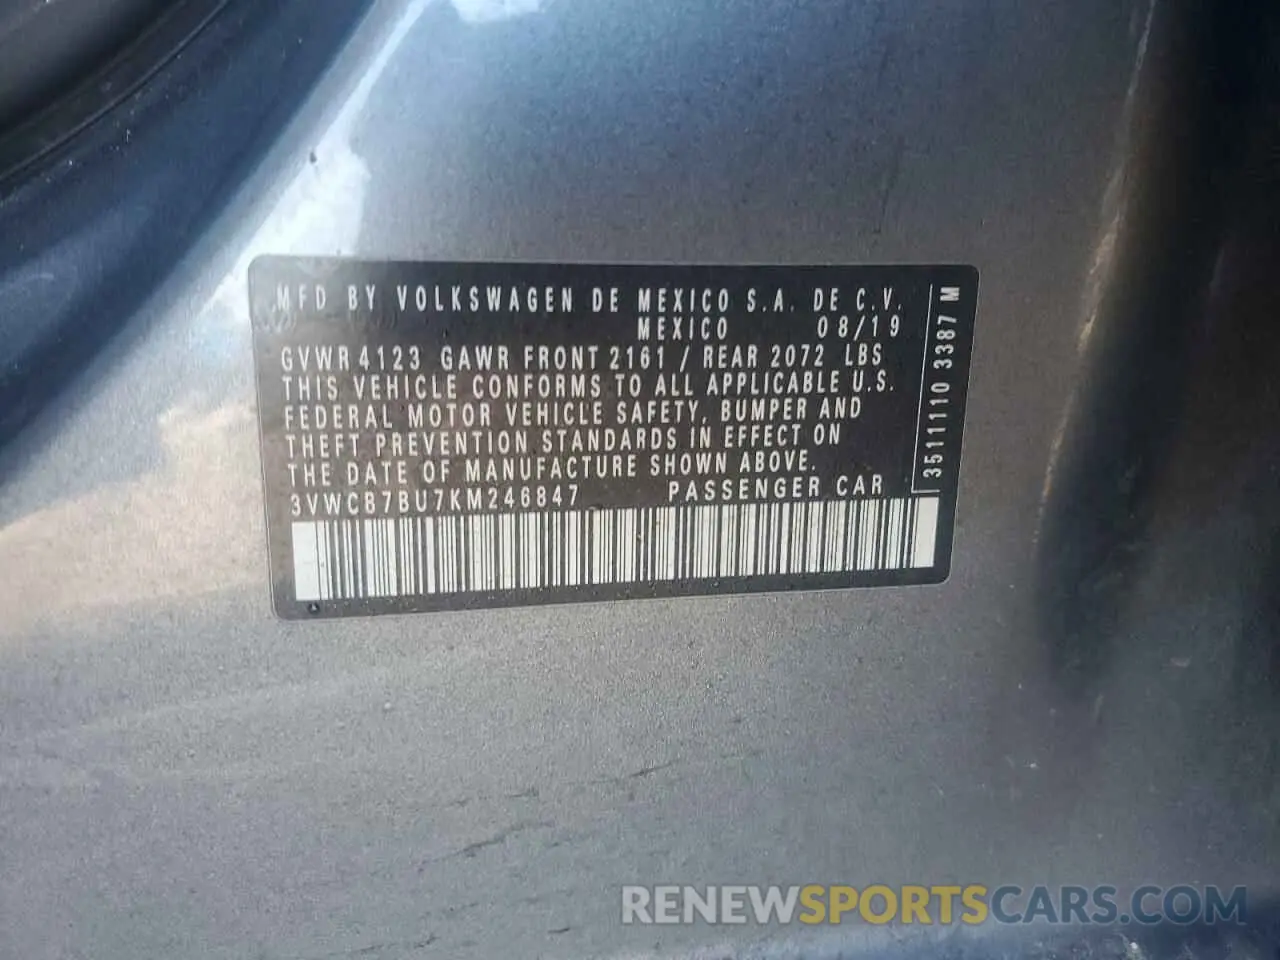 MFD BY VOLKSWAGEN DE MEXICO S.A. DE C.V.
MEXICO 08/19
GVWR 4123 GAWR FRONT 2161 / REAR 2072 LBS
THIS VEHICLE CONFORMS TO ALL APPLICABLE U.S.
FEDERAL MOTOR VEHICLE SAFETY, BUMPER AND
THEFT PREVENTION STANDARDS IN EFFECT ON
THE DATE OF MANUFACTURE SHOWN ABOVE.
3VWCB7BU7KM246847 PASSENGER CAR
3511110 3387 M
RENEWSPORTSCARS.COM